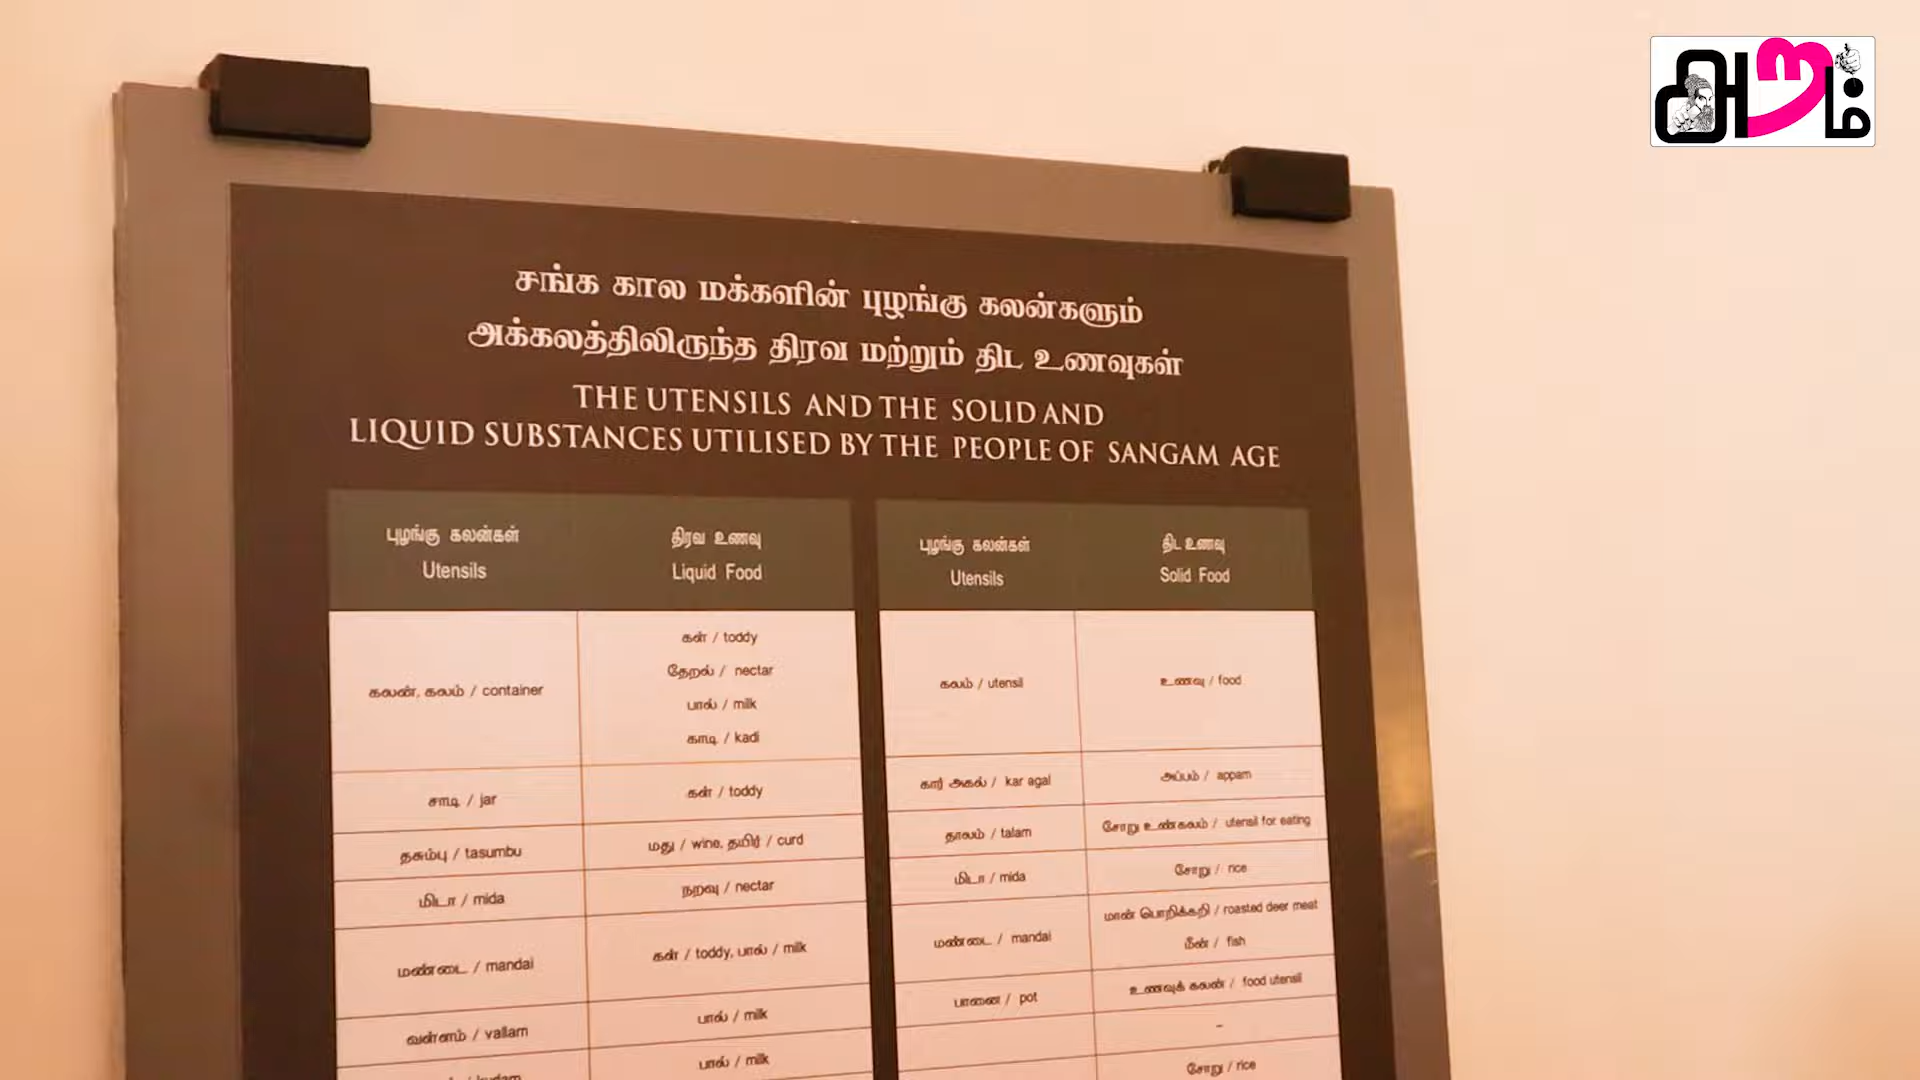 அறம்
சங்க கால மக்களின் புழங்கு கலன்களும்
அக்கலத்திலிருந்த திரவ மற்றும் திட உணவுகள்
THE UTENSILS AND THE SOLID AND
LIQUID SUBSTANCES UTILISED BY THE PEOPLE OF SANGAM AGE
புழங்கு கலன்கள்
Utensils
திரவ உணவு
Liquid Food
கலன், கலம் / container
கள் / toddy
தேறல் / nectar
பால் / milk
காடி / kadi
சாடி / jar
கள் / toddy
தசும்பு / tasumbu
மது / wine, தயிர் / curd
மிடா / mida
நறவு / nectar
மண்டை / mandai
கள் / toddy, பால் / milk
வள்ளம் / vallam
பால் / milk
பால் / milk
புழங்கு கலன்கள்
Utensils
திட உணவு
Solid Food
கலம் / utensil
உணவு / food
கார் அகல் / kar agal
அப்பம் / appam
தாலம் / talam
சோறு உண்கலம் / utensil for eating
மிடா / mida
சோறு / rice
மண்டை / mandai
மான் பொறிக்கறி / roasted deer meat
மீன் / fish
பானை / pot
உணவுக் கலன் / food utensil
-
சோறு / rice